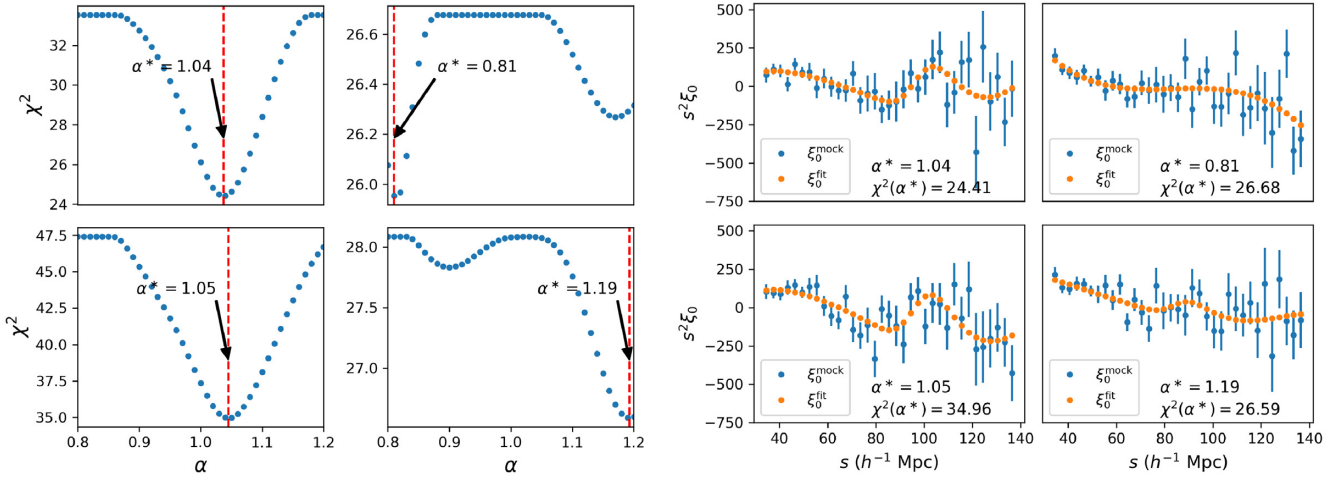 χ²
32
30
28
26
24
α* = 1.04
26.6
26.4
26.2
26.0
α* = 0.81
χ²
47.5
45.0
42.5
40.0
37.5
35.0
α* = 1.05
0.8 0.9 1.0 1.1 1.2
α
28.0
27.5
27.0
α* = 1.19
0.8 0.9 1.0 1.1 1.2
α
s²ξ₀
500
250
0
−250
−500
−750
ξ₀^mock
ξ₀^fit
α* = 1.04
χ²(α*) = 24.41
ξ₀^mock
ξ₀^fit
α* = 0.81
χ²(α*) = 26.68
s²ξ₀
500
250
0
−250
−500
−750
ξ₀^mock
ξ₀^fit
α* = 1.05
χ²(α*) = 34.96
40 60 80 100 120 140
s (h⁻¹ Mpc)
ξ₀^mock
ξ₀^fit
α* = 1.19
χ²(α*) = 26.59
40 60 80 100 120 140
s (h⁻¹ Mpc)